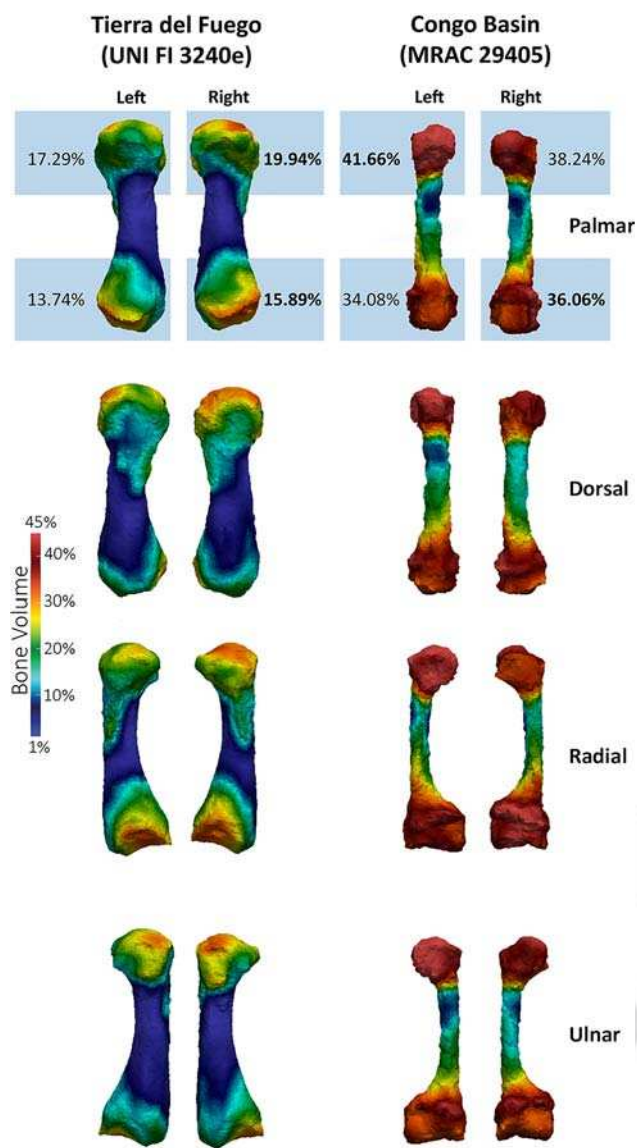 Tierra del Fuego
(UNI FI 3240e)
Congo Basin
(MRAC 29405)
Left
Right
Left
Right
17.29%
19.94%
41.66%
38.24%
Palmar
13.74%
15.89%
34.08%
36.06%
Dorsal
45%
40%
30%
20%
10%
1%
Bone Volume
Radial
Ulnar